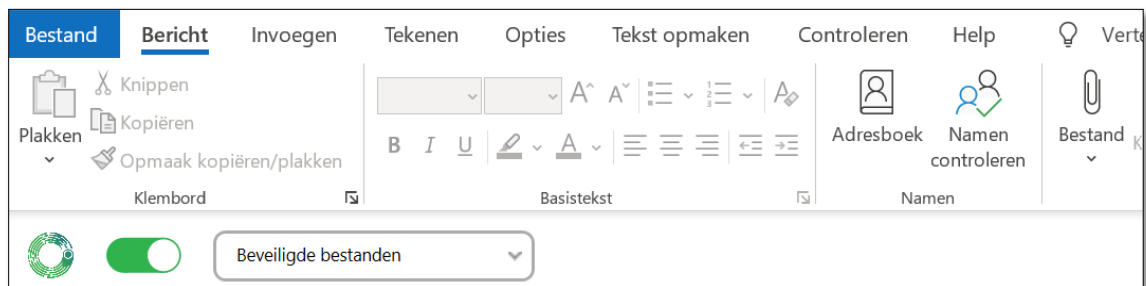 Bestand Bericht Invoegen Tekenen Opties Tekst opmaken Controleren Help
Knippen
Kopiëren
Plakken
Opmaak kopiëren/plakken
Klembord
A A A
B I U A
Basistekst
Adresboek
Namen controleren
Namen
Bestand
Beveiligde bestanden